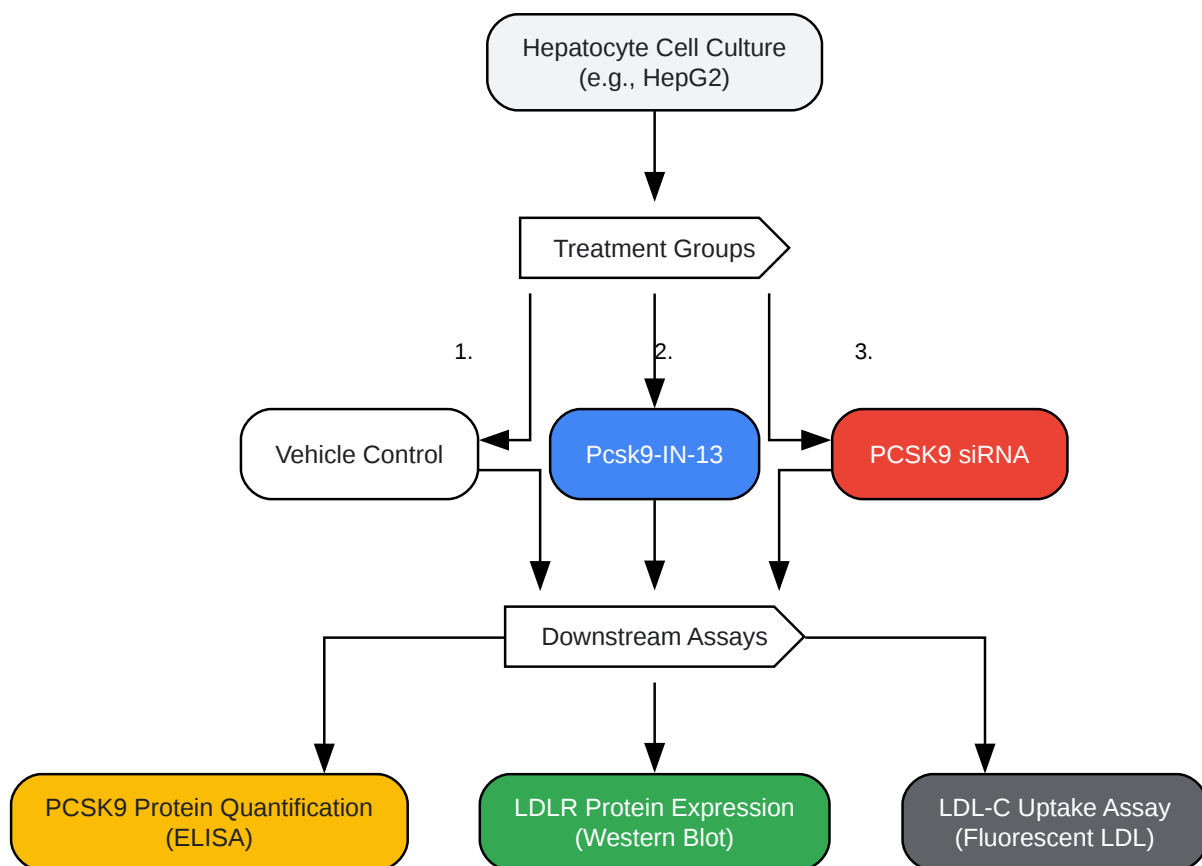 Hepatocyte Cell Culture
(e.g., HepG2)
Treatment Groups
1.
2.
3.
Vehicle Control
Pcsk9-IN-13
PCSK9 siRNA
Downstream Assays
PCSK9 Protein Quantification
(ELISA)
LDLR Protein Expression
(Western Blot)
LDL-C Uptake Assay
(Fluorescent LDL)